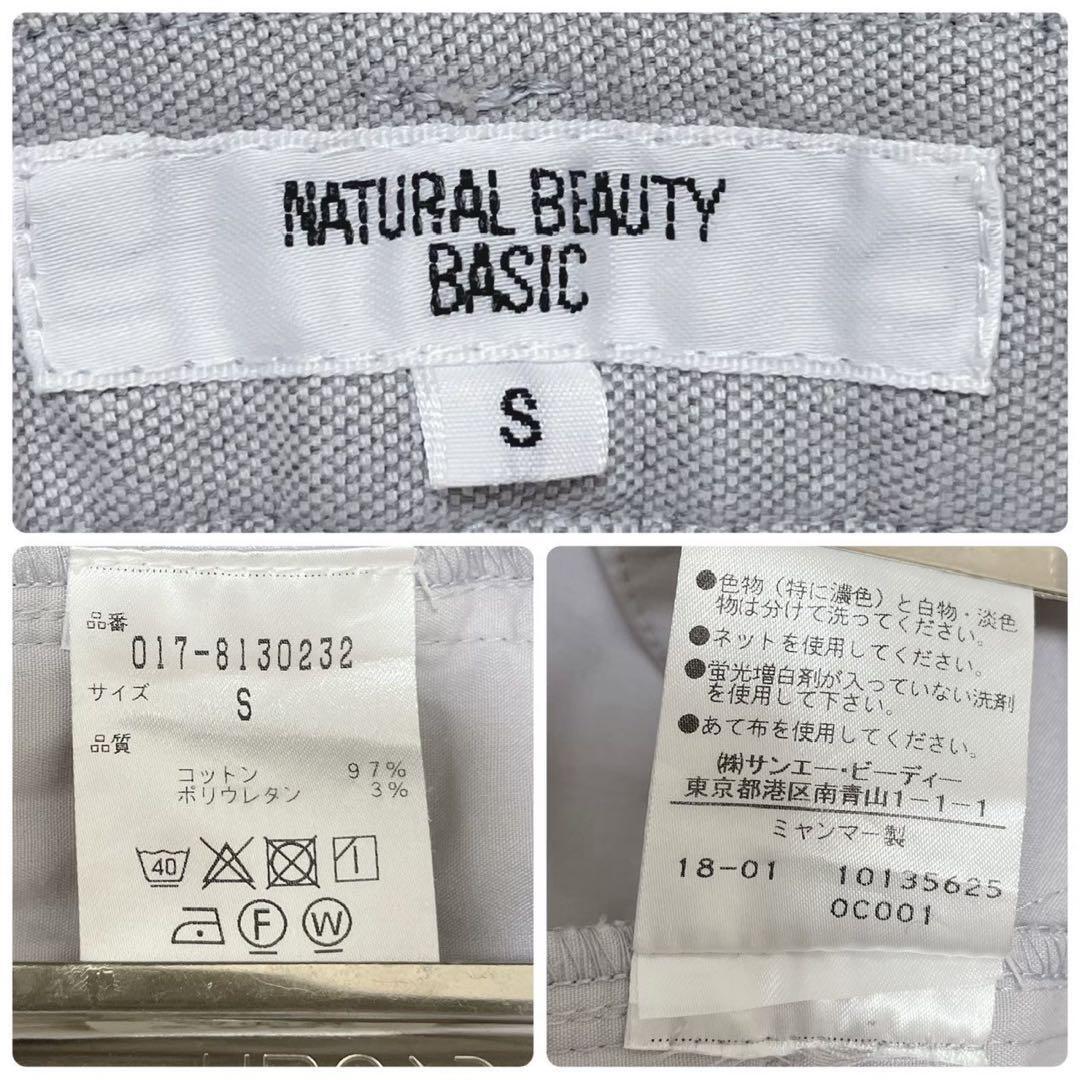 NATURAL BEAUTY
BASIC
S
品番
017-8130232
サイズ
S
品質
コットン 97%
ポリウレタン 3%
40
F W
●色物（特に濃色）と白物・淡色
物は分けて洗ってください。
●ネットを使用してください。
●蛍光増白剤が入っていない洗剤
を使用して下さい。
●あて布を使用してください。
㈱サンエー・ビーディー
東京都港区南青山1-1-1
ミャンマー製
18-01 10135625
0C001